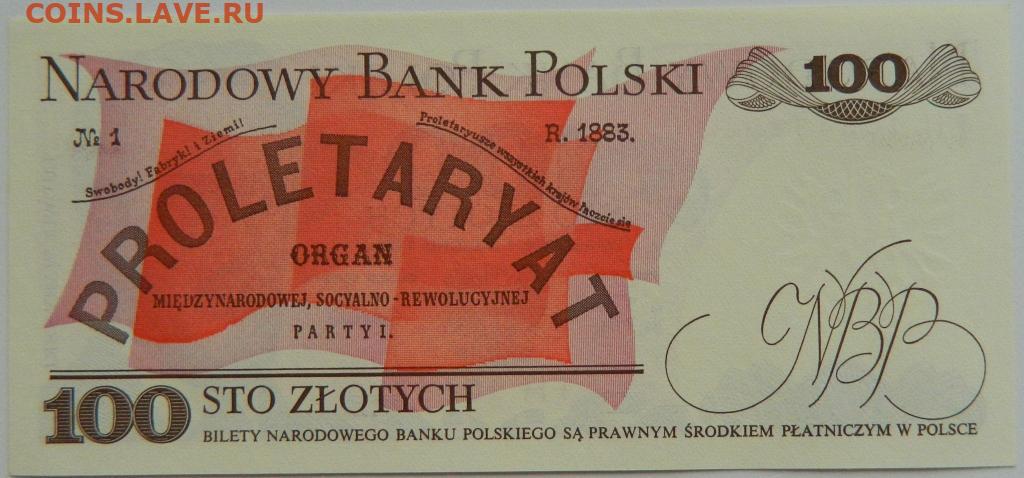 COINS.LAVE.RU
NARODOWY BANK POLSKI
100
№ 1
R. 1883.
Swobody! Fabryk! i Ziemi!
Proletaryusze wszystkich krajów łączcie się
PROLETARYAT
ORGAN
MIĘDZYNARODOWEJ, SOCYALNO-REWOLUCYJNEJ
PARTYI.
NBP
100 STO ZŁOTYCH
BILETY NARODOWEGO BANKU POLSKIEGO SĄ PRAWNYM ŚRODKIEM PŁATNICZYM W POLSCE